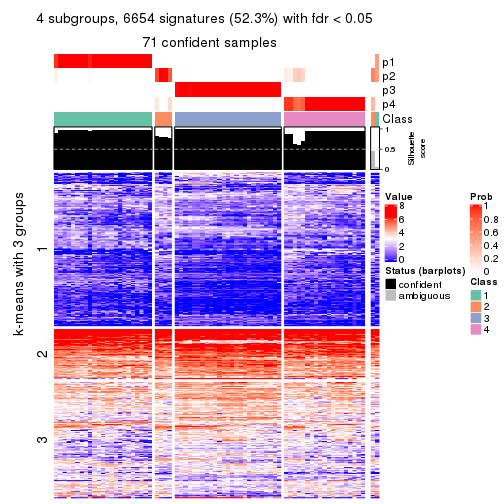 4 subgroups, 6654 signatures (52.3%) with fdr < 0.05
71 confident samples
p1
p2
p3
p4
Class
1
0.5
0
Silhouette
score
k-means with 3 groups
1
2
3
Value
8
6
4
2
0
Status (barplots)
confident
ambiguous
Prob
1
0.8
0.6
0.4
0.2
0
Class
1
2
3
4